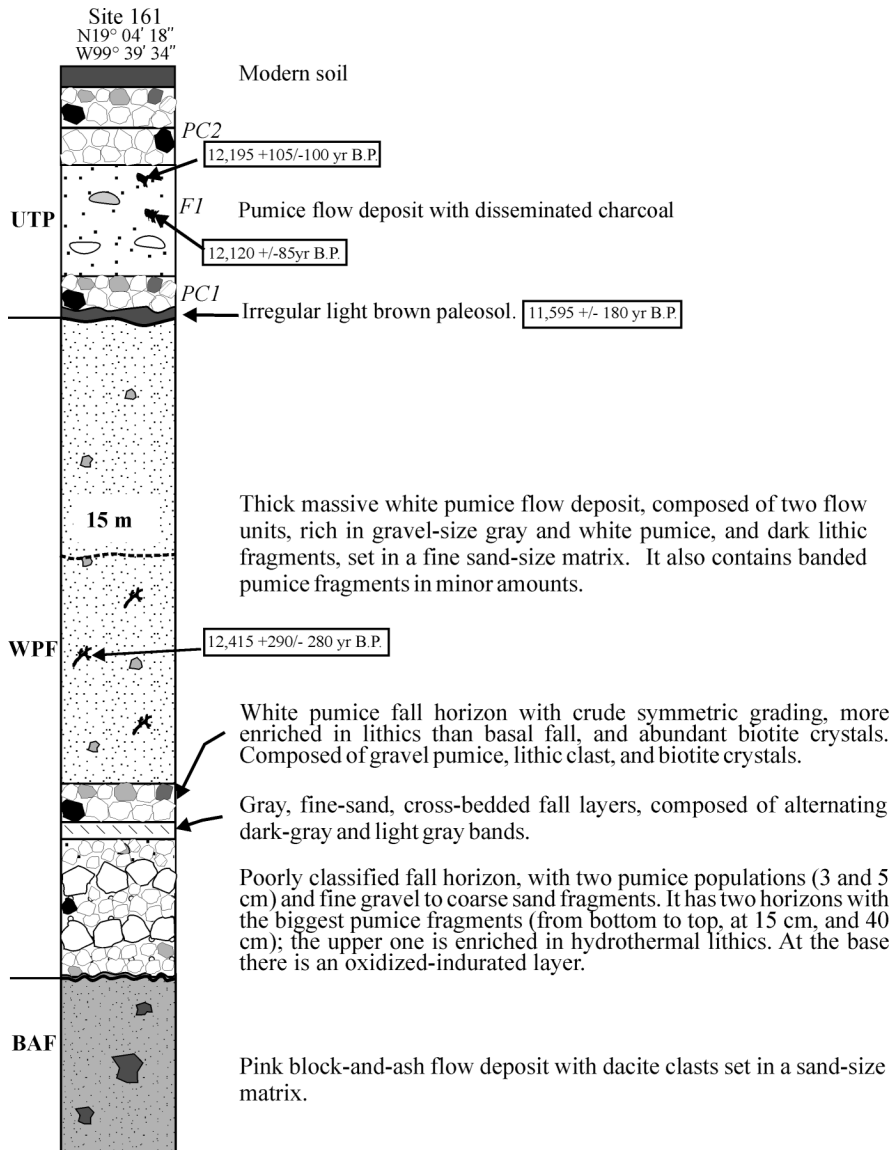 Site 161
N19° 04' 18"
W99° 39' 34"
Modern soil
PC2
12,195 +105/-100 yr B.P.
UTP
F1
Pumice flow deposit with disseminated charcoal
12,120 +/-85yr B.P.
PC1
Irregular light brown paleosol.
11,595 +/- 180 yr B.P.
15 m
Thick massive white pumice flow deposit, composed of two flow
units, rich in gravel-size gray and white pumice, and dark lithic
fragments, set in a fine sand-size matrix. It also contains banded
pumice fragments in minor amounts.
WPF
12,415 +290/- 280 yr B.P.
White pumice fall horizon with crude symmetric grading, more
enriched in lithics than basal fall, and abundant biotite crystals.
Composed of gravel pumice, lithic clast, and biotite crystals.
Gray, fine-sand, cross-bedded fall layers, composed of alternating
dark-gray and light gray bands.
Poorly classified fall horizon, with two pumice populations (3 and 5
cm) and fine gravel to coarse sand fragments. It has two horizons with
the biggest pumice fragments (from bottom to top, at 15 cm, and 40
cm); the upper one is enriched in hydrothermal lithics. At the base
there is an oxidized-indurated layer.
BAF
Pink block-and-ash flow deposit with dacite clasts set in a sand-size
matrix.